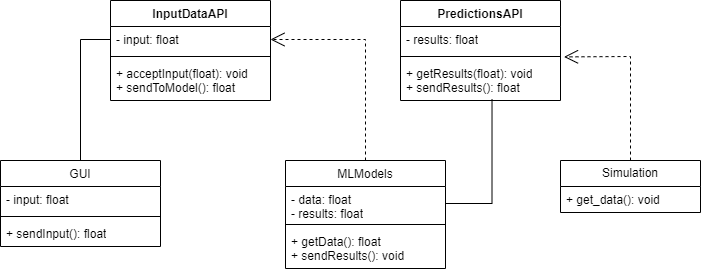 InputDataAPI
- input: float
+ acceptInput(float): void
+ sendToModel(): float
PredictionsAPI
- results: float
+ getResults(float): void
+ sendResults(): float
GUI
- input: float
+ sendInput(): float
MLModels
- data: float
- results: float
+ getData(): float
+ sendResults(): void
Simulation
+ get_data(): void